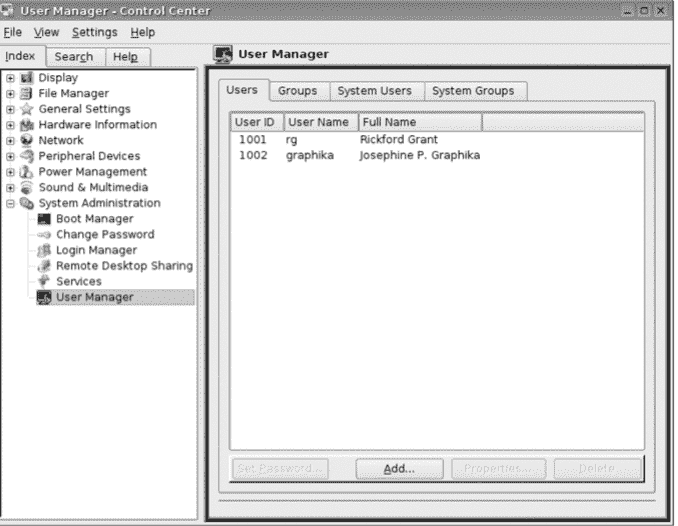 User Manager - Control Center
File View Settings Help
Index Search Help
User Manager
Display
File Manager
General Settings
Hardware Information
Network
Peripheral Devices
Power Management
Sound & Multimedia
System Administration
Boot Manager
Change Password
Login Manager
Remote Desktop Sharing
Services
User Manager
Users Groups System Users System Groups
User ID User Name Full Name
1001 rg Rickford Grant
1002 graphika Josephine P. Graphika
Set Password... Add... Properties... Delete